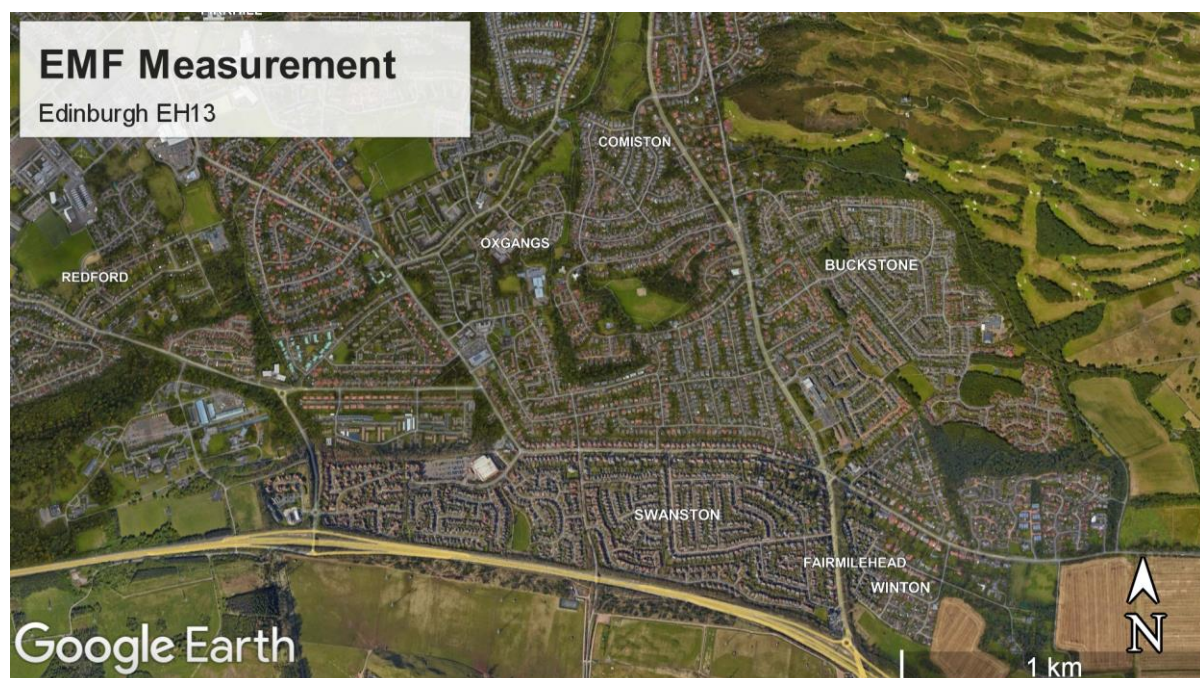 EMF Measurement
Edinburgh EH13
COMISTON
OXGANGS
BUCKSTONE
REDFORD
SWANSTON
FAIRMILEHEAD
WINTON
Google Earth
N
1 km